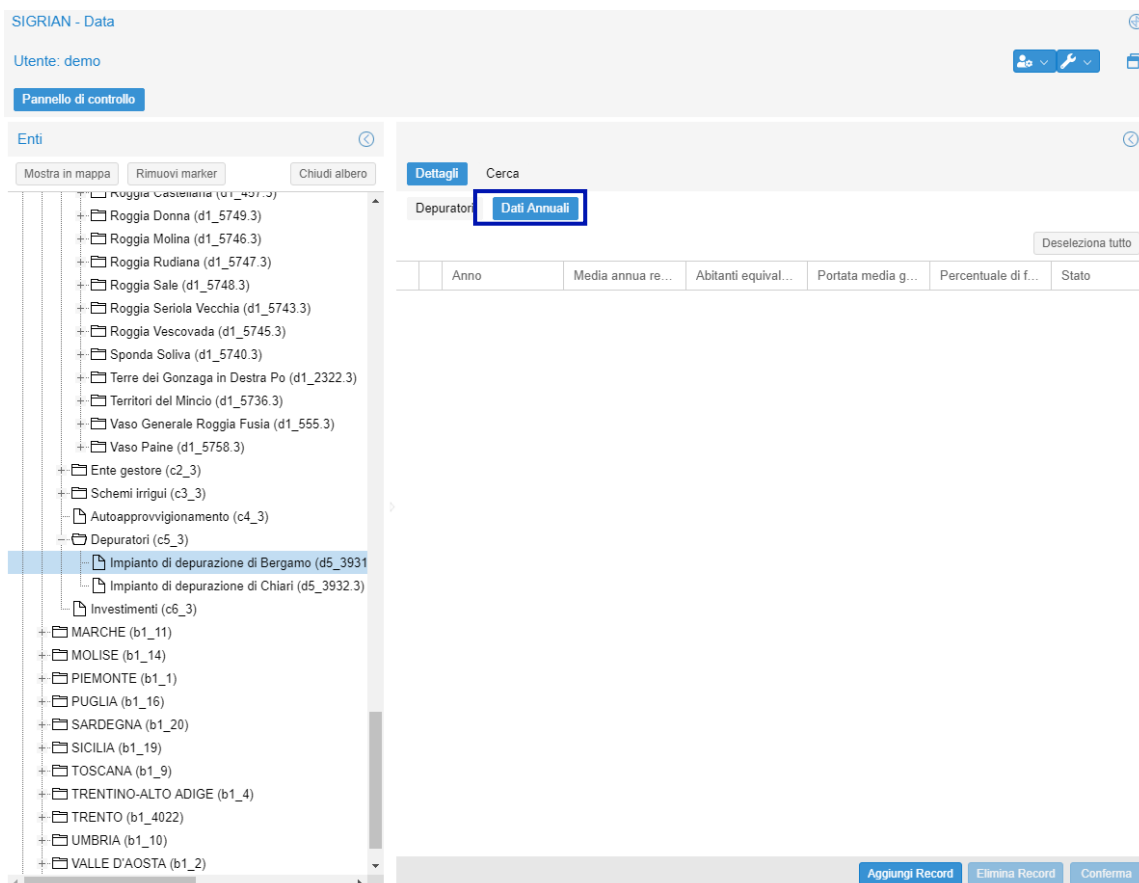 SIGRIAN - Data
Utente: demo
Pannello di controllo
Enti
Mostra in mappa Rimuovi marker Chiudi albero
Roggia Castellana (d1_457.3)
Roggia Donna (d1_5749.3)
Roggia Molina (d1_5746.3)
Roggia Rudiana (d1_5747.3)
Roggia Sale (d1_5748.3)
Roggia Seriola Vecchia (d1_5743.3)
Roggia Vescovada (d1_5745.3)
Sponda Soliva (d1_5740.3)
Terre dei Gonzaga in Destra Po (d1_2322.3)
Territori del Mincio (d1_5736.3)
Vaso Generale Roggia Fusia (d1_555.3)
Vaso Paine (d1_5758.3)
Ente gestore (c2_3)
Schemi irrigui (c3_3)
Autoapprovvigionamento (c4_3)
Depuratori (c5_3)
Impianto di depurazione di Bergamo (d5_3931
Impianto di depurazione di Chiari (d5_3932.3)
Investimenti (c6_3)
MARCHE (b1_11)
MOLISE (b1_14)
PIEMONTE (b1_1)
PUGLIA (b1_16)
SARDEGNA (b1_20)
SICILIA (b1_19)
TOSCANA (b1_9)
TRENTINO-ALTO ADIGE (b1_4)
TRENTO (b1_4022)
UMBRIA (b1_10)
VALLE D'AOSTA (b1_2)
Dettagli Cerca
Depuratori Dati Annuali
Deseleziona tutto
Anno Media annua re... Abitanti equival... Portata media g... Percentuale di f... Stato
Aggiungi Record Elimina Record Conferma